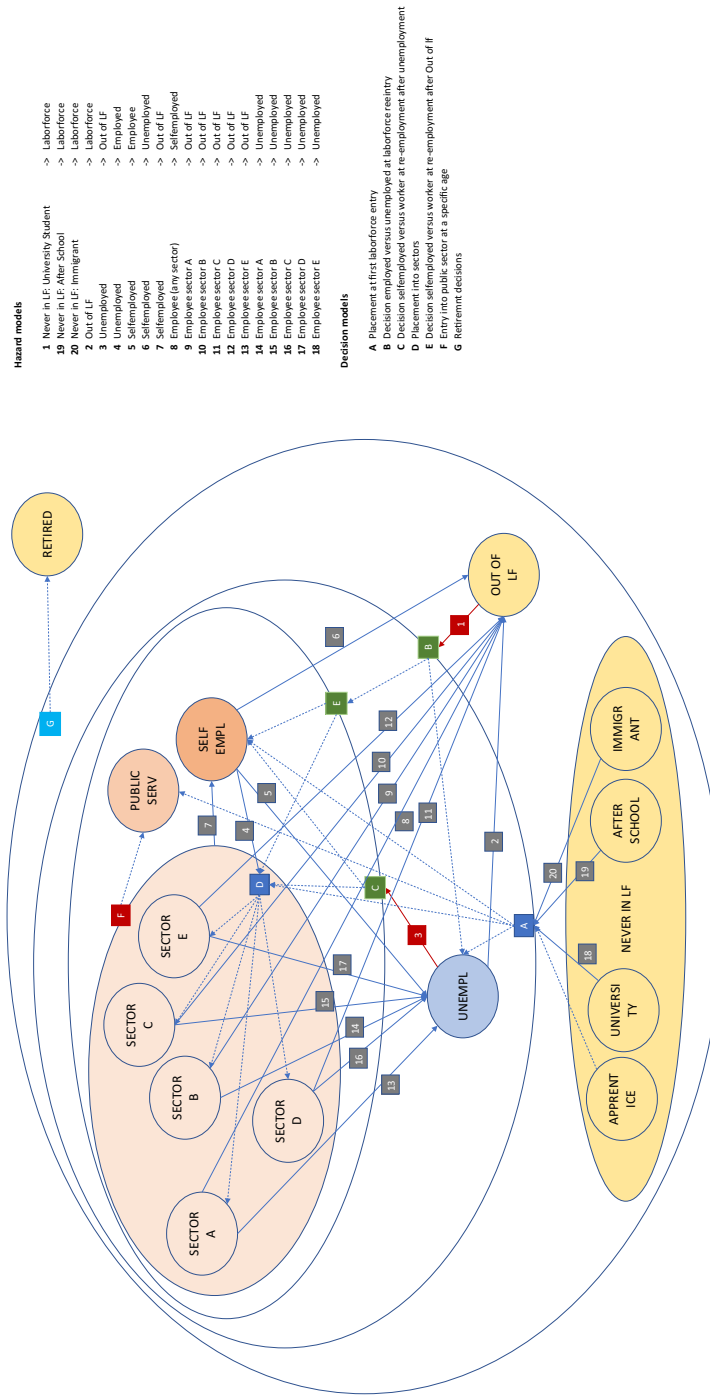 RETIRED
G
PUBLIC
SERV
SELF
EMPL
F
7
6
SECTOR
E
SECTOR
C
SECTOR
B
SECTOR
A
SECTOR
D
D
4
5
E
12
10
9
8
11
B
1
OUT OF
LF
C
3
17
15
14
16
13
UNEMPL
2
A
20
19
18
NEVER IN LF
APPRENT
ICE
UNIVERSI
TY
AFTER
SCHOOL
IMMIGR
ANT
Hazard models
1 Never in LF: University Student -> Laborforce
19 Never in LF: After School -> Laborforce
20 Never in LF: Immigrant -> Laborforce
2 Out of LF -> Laborforce
3 Unemployed -> Out of LF
4 Unemployed -> Employed
5 Selfemployed -> Employee
6 Selfemployed -> Unemployed
7 Selfemployed -> Out of LF
8 Employee (any sector) -> Selfemployed
9 Employee sector A -> Out of LF
10 Employee sector B -> Out of LF
11 Employee sector C -> Out of LF
12 Employee sector D -> Out of LF
13 Employee sector E -> Out of LF
14 Employee sector A -> Unemployed
15 Employee sector B -> Unemployed
16 Employee sector C -> Unemployed
17 Employee sector D -> Unemployed
18 Employee sector E -> Unemployed
Decision models
A Placement at first laborforce entry
B Decision employed versus unemployed at laborforce reeintry
C Decision selfemployed versus worker at re-employment after unemployment
D Placement into sectors
E Decision selfemployed versus worker at re-employment after Out of lf
F Entry into public sector at a specific age
G Retiremnt decisions